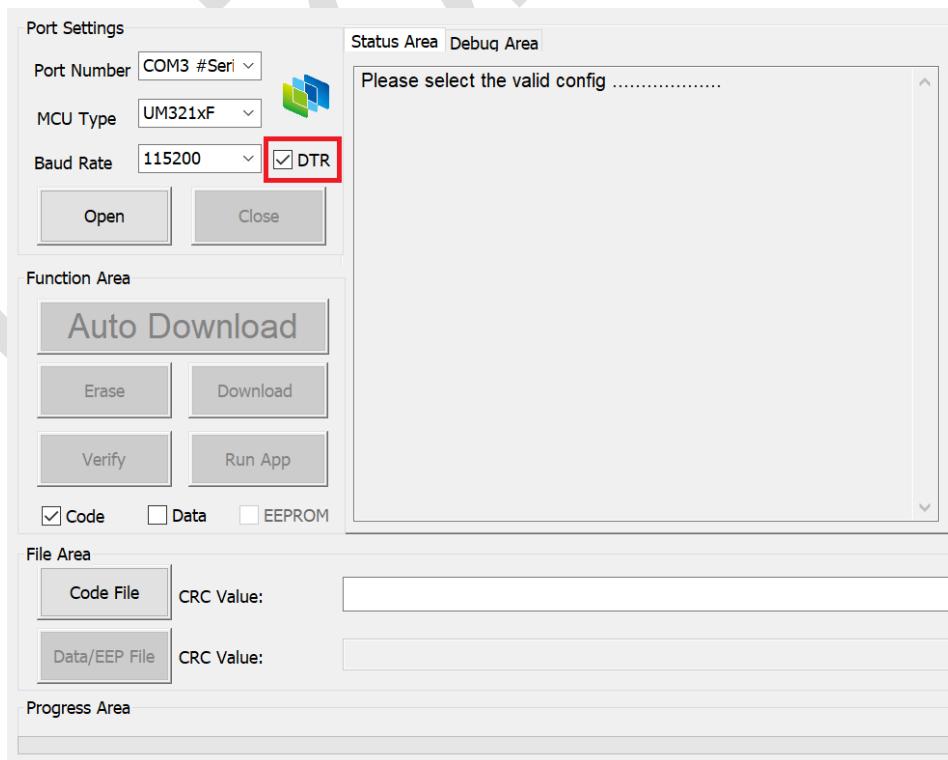 Port Settings
Port Number COM3 #Seri
MCU Type UM321xF
Baud Rate 115200 DTR
Open Close
Function Area
Auto Download
Erase Download
Verify Run App
Code Data EEPROM
Status Area Debug Area
Please select the valid config ...................
File Area
Code File CRC Value:
Data/EEP File CRC Value:
Progress Area